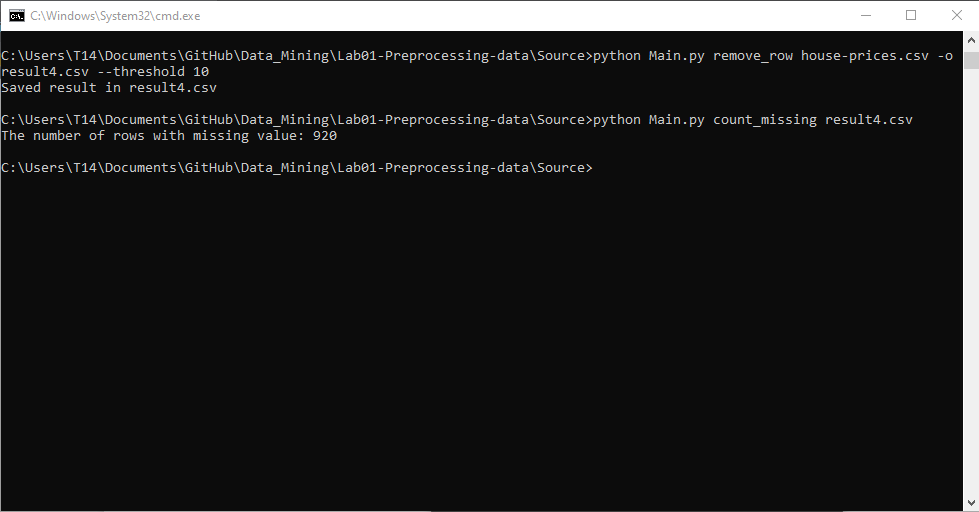 C:\Windows\System32\cmd.exe
C:\Users\T14\Documents\GitHub\Data_Mining\Lab01-Preprocessing-data\Source>python Main.py remove_row house-prices.csv -o
result4.csv --threshold 10
Saved result in result4.csv
C:\Users\T14\Documents\GitHub\Data_Mining\Lab01-Preprocessing-data\Source>python Main.py count_missing result4.csv
The number of rows with missing value: 920
C:\Users\T14\Documents\GitHub\Data_Mining\Lab01-Preprocessing-data\Source>